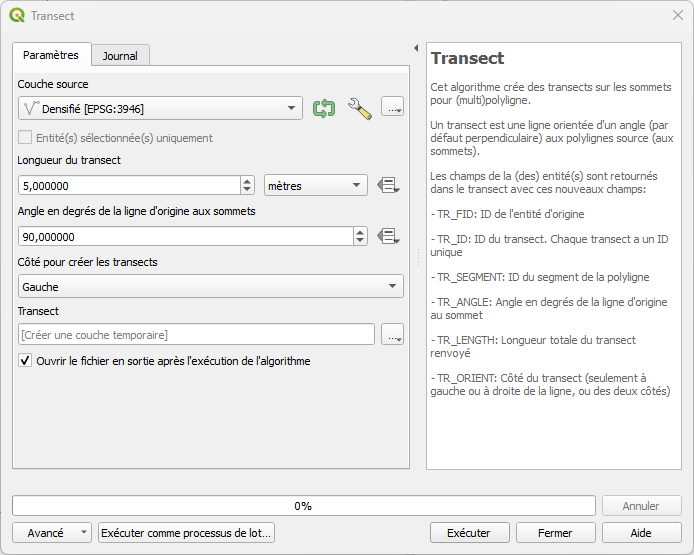 Transect
Paramètres
Journal
Couche source
Densifié [EPSG:3946]
...
Entité(s) sélectionnée(s) uniquement
Longueur du transect
5,000000
mètres
Angle en degrés de la ligne d'origine aux sommets
90,000000
Côté pour créer les transects
Gauche
Transect
[Créer une couche temporaire]
...
Ouvrir le fichier en sortie après l'exécution de l'algorithme
Transect
Cet algorithme crée des transects sur les sommets
pour (multi)polyligne.
Un transect est une ligne orientée d'un angle (par
défaut perpendiculaire) aux polylignes source (aux
sommets).
Les champs de la (des) entité(s) sont retournés
dans le transect avec ces nouveaux champs:
- TR_FID: ID de l'entité d'origine
- TR_ID: ID du transect. Chaque transect a un ID
unique
- TR_SEGMENT: ID du segment de la polyligne
- TR_ANGLE: Angle en degrés de la ligne d'origine
au sommet
- TR_LENGTH: Longueur totale du transect
renvoyé
- TR_ORIENT: Côté du transect (seulement à
gauche ou à droite de la ligne, ou des deux côtés)
0%
Annuler
Avancé
Exécuter comme processus de lot...
Exécuter
Fermer
Aide